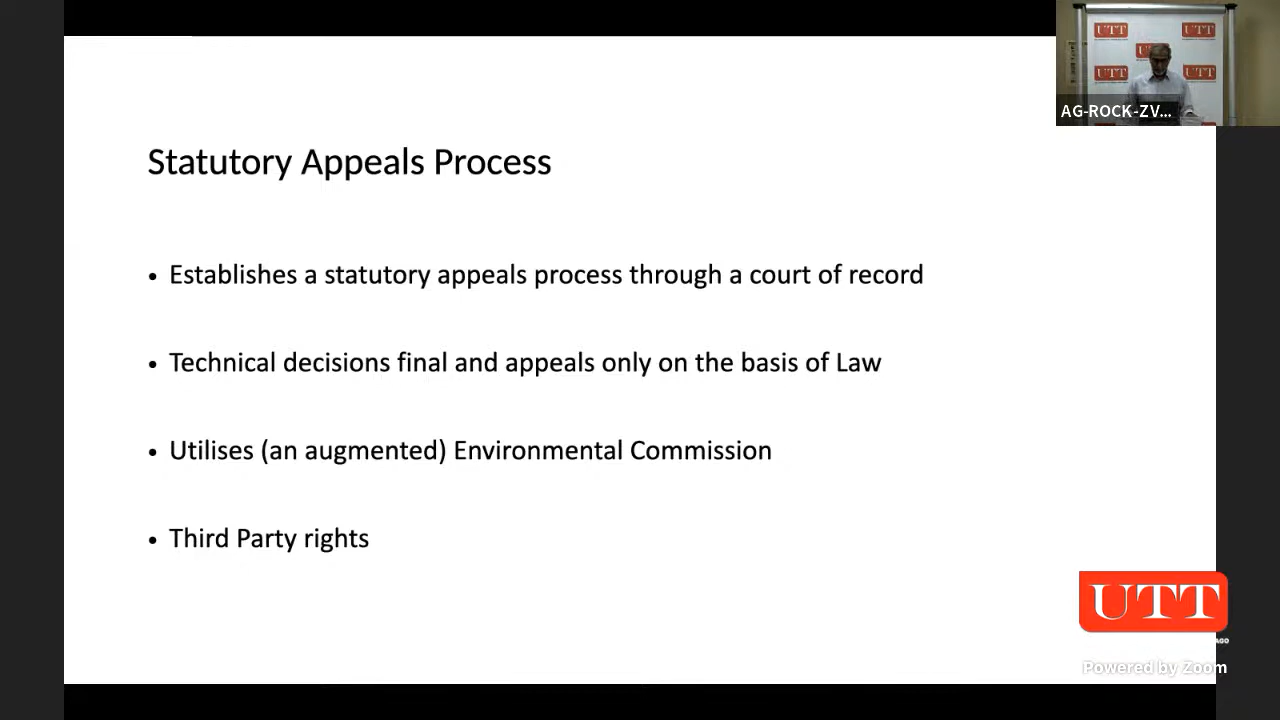 UTT
UTT
UTT
UTT
AG-ROCK-ZV...
Statutory Appeals Process
• Establishes a statutory appeals process through a court of record
• Technical decisions final and appeals only on the basis of Law
• Utilises (an augmented) Environmental Commission
• Third Party rights
UTT
AGO
Powered by Zoom